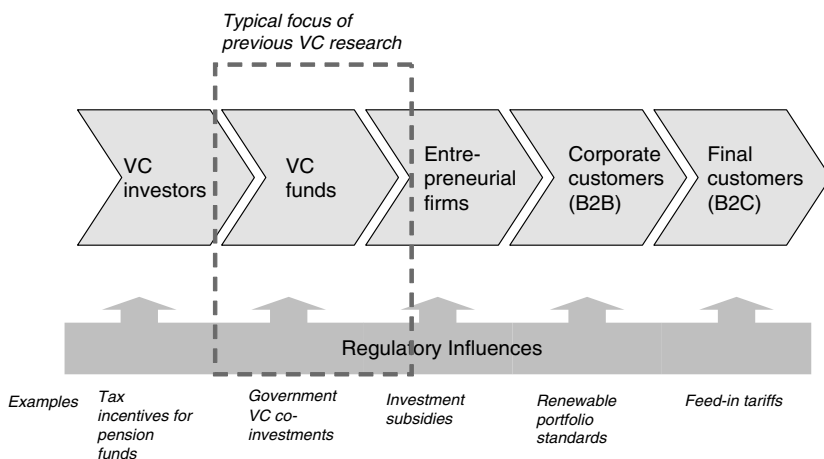 Typical focus of
previous VC research
VC
investors
VC
funds
Entre-
preneurial
firms
Corporate
customers
(B2B)
Final
customers
(B2C)
Regulatory Influences
Examples
Tax
incentives for
pension
funds
Government
VC co-
investments
Investment
subsidies
Renewable
portfolio
standards
Feed-in tariffs